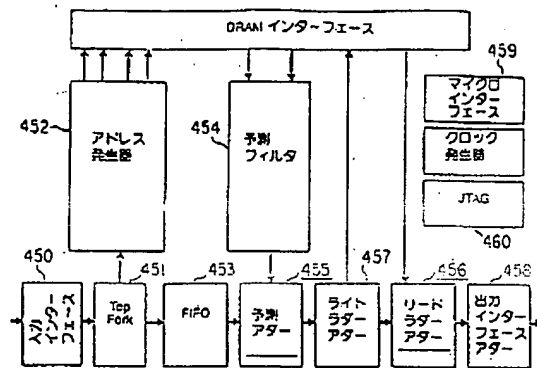 DRAM インターフェース
459
マイクロ
インター
フェース
452
アドレス
発生器
454
予測
フィルタ
クロック
発生器
JTAG
460
450
451
453
455
457
456
458
入力
インター
フェース
Top
Fork
FIFO
予測
アダー
ライト
ラダー
アダー
リード
ラダー
アダー
出力
インター
フェース
アダー